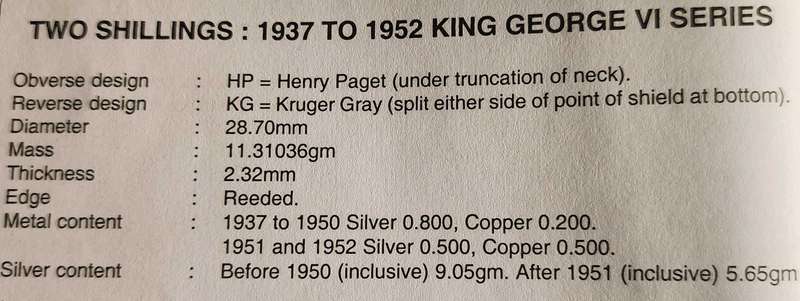 TWO SHILLINGS : 1937 TO 1952 KING GEORGE VI SERIES
Obverse design : HP = Henry Paget (under truncation of neck).
Reverse design : KG = Kruger Gray (split either side of point of shield at bottom).
Diameter : 28.70mm
Mass : 11.31036gm
Thickness : 2.32mm
Edge : Reeded.
Metal content : 1937 to 1950 Silver 0.800, Copper 0.200.
1951 and 1952 Silver 0.500, Copper 0.500.
Silver content : Before 1950 (inclusive) 9.05gm. After 1951 (inclusive) 5.65gm